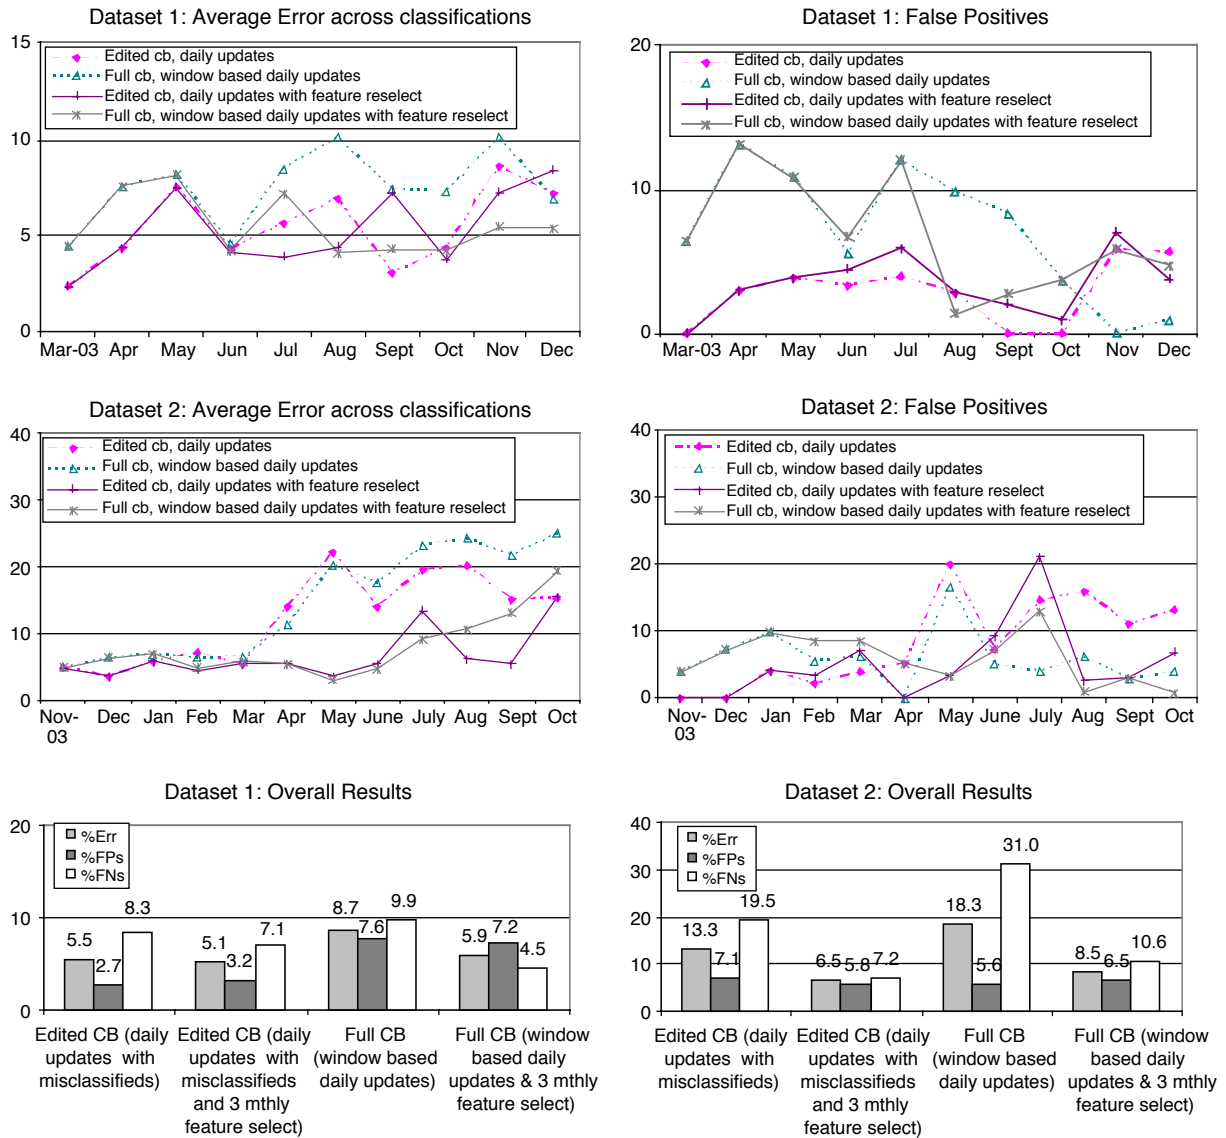 Dataset 1: Average Error across classifications
15
10
5
0
Edited cb, daily updates
Full cb, window based daily updates
Edited cb, daily updates with feature reselect
Full cb, window based daily updates with feature reselect
Mar-03 Apr May Jun Jul Aug Sept Oct Nov Dec
Dataset 1: False Positives
20
10
0
Edited cb, daily updates
Full cb, window based daily updates
Edited cb, daily updates with feature reselect
Full cb, window based daily updates with feature reselect
Mar-03 Apr May Jun Jul Aug Sept Oct Nov Dec
Dataset 2: Average Error across classifications
40
30
20
10
0
Edited cb, daily updates
Full cb, window based daily updates
Edited cb, daily updates with feature reselect
Full cb, window based daily updates with feature reselect
Nov- Dec Jan Feb Mar Apr May June July Aug Sept Oct
03
Dataset 2: False Positives
40
30
20
10
0
Edited cb, daily updates
Full cb, window based daily updates
Edited cb, daily updates with feature reselect
Full cb, window based daily updates with feature reselect
Nov- Dec Jan Feb Mar Apr May June July Aug Sept Oct
03
Dataset 1: Overall Results
20
10
0
%Err
%FPs
%FNs
5.5 2.7 8.3
5.1 3.2 7.1
8.7 7.6 9.9
5.9 7.2 4.5
Edited CB (daily
updates with
misclassifieds)
Edited CB (daily
updates with
misclassifieds
and 3 mthly
feature select)
Full CB
(window based
daily updates)
Full CB (window
based daily
updates & 3 mthly
feature select)
Dataset 2: Overall Results
40
30
20
10
0
%Err
%FPs
%FNs
13.3 7.1 19.5
6.5 5.8 7.2
18.3 5.6 31.0
8.5 6.5 10.6
Edited CB (daily
updates with
misclassifieds)
Edited CB (daily
updates with
misclassifieds
and 3 mthly
feature select)
Full CB
(window based
daily updates)
Full CB (window
based daily
updates & 3 mthly
feature select)